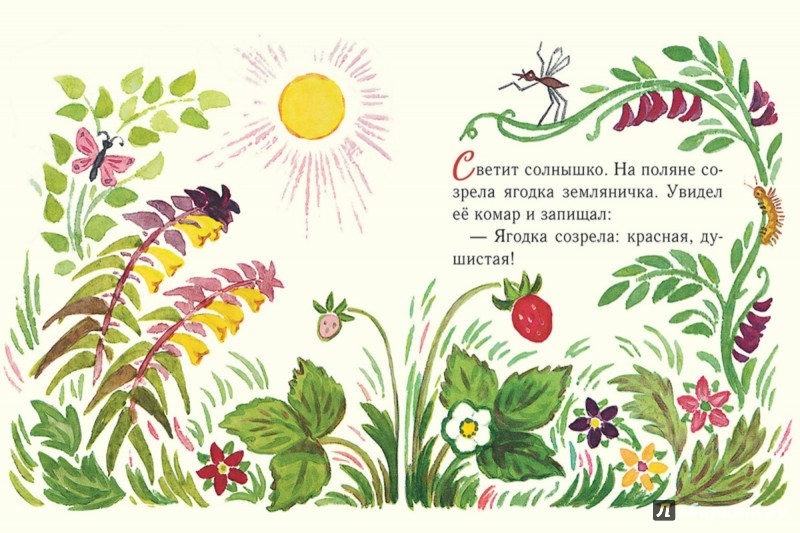 Светит солнышко. На поляне со-
зрела ягодка земляничка. Увидел
её комар и запищал:
— Ягодка созрела: красная, ду-
шистая!